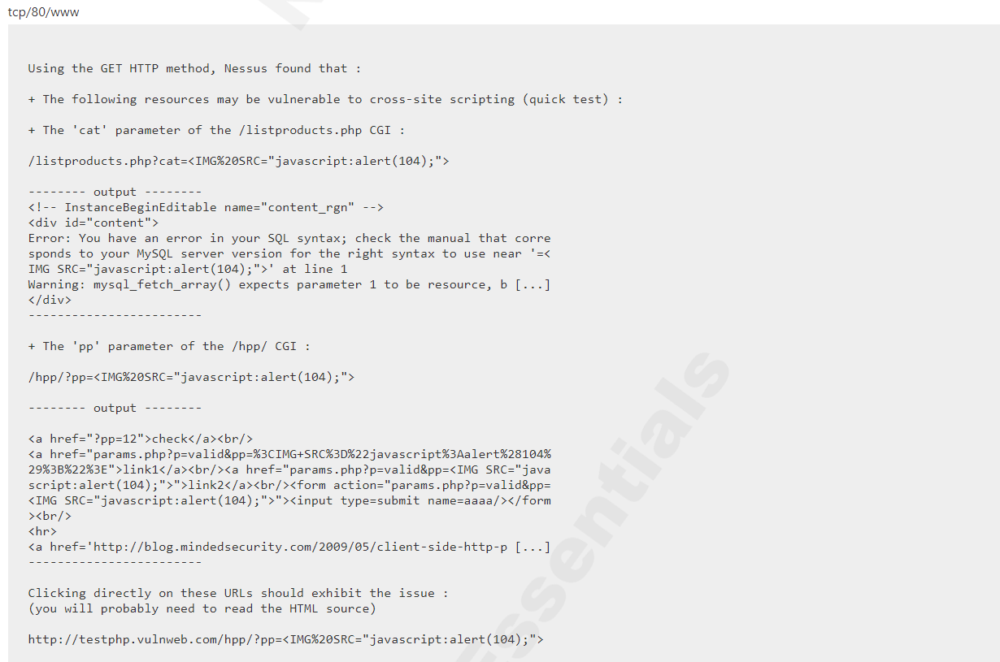 tcp/80/www
Using the GET HTTP method, Nessus found that :
+ The following resources may be vulnerable to cross-site scripting (quick test) :
+ The 'cat' parameter of the /listproducts.php CGI :
/listproducts.php?cat=<IMG%20SRC="javascript:alert(104);">
-------- output --------
<!-- InstanceBeginEditable name="content_rgn" -->
<div id="content">
Error: You have an error in your SQL syntax; check the manual that corre
sponds to your MySQL server version for the right syntax to use near '=<
IMG SRC="javascript:alert(104);">' at line 1
Warning: mysql_fetch_array() expects parameter 1 to be resource, b [...]
</div>
------------------------
+ The 'pp' parameter of the /hpp/ CGI :
/hpp/?pp=<IMG%20SRC="javascript:alert(104);">
-------- output --------
<a href="?pp=12">check</a><br/>
<a href="params.php?p=valid&pp=%3CIMG+SRC%3D%22javascript%3Aalert%28104%
29%3B%22%3E">link1</a><br/><a href="params.php?p=valid&pp=<IMG SRC="java
script:alert(104);">">link2</a><br/><form action="params.php?p=valid&pp=
<IMG SRC="javascript:alert(104);">"><input type=submit name=aaaa/></form
><br/>
<hr>
<a href='http://blog.mindedsecurity.com/2009/05/client-side-http-p [...]
------------------------
Clicking directly on these URLs should exhibit the issue :
(you will probably need to read the HTML source)
http://testphp.vulnweb.com/hpp/?pp=<IMG%20SRC="javascript:alert(104);">
Essentials